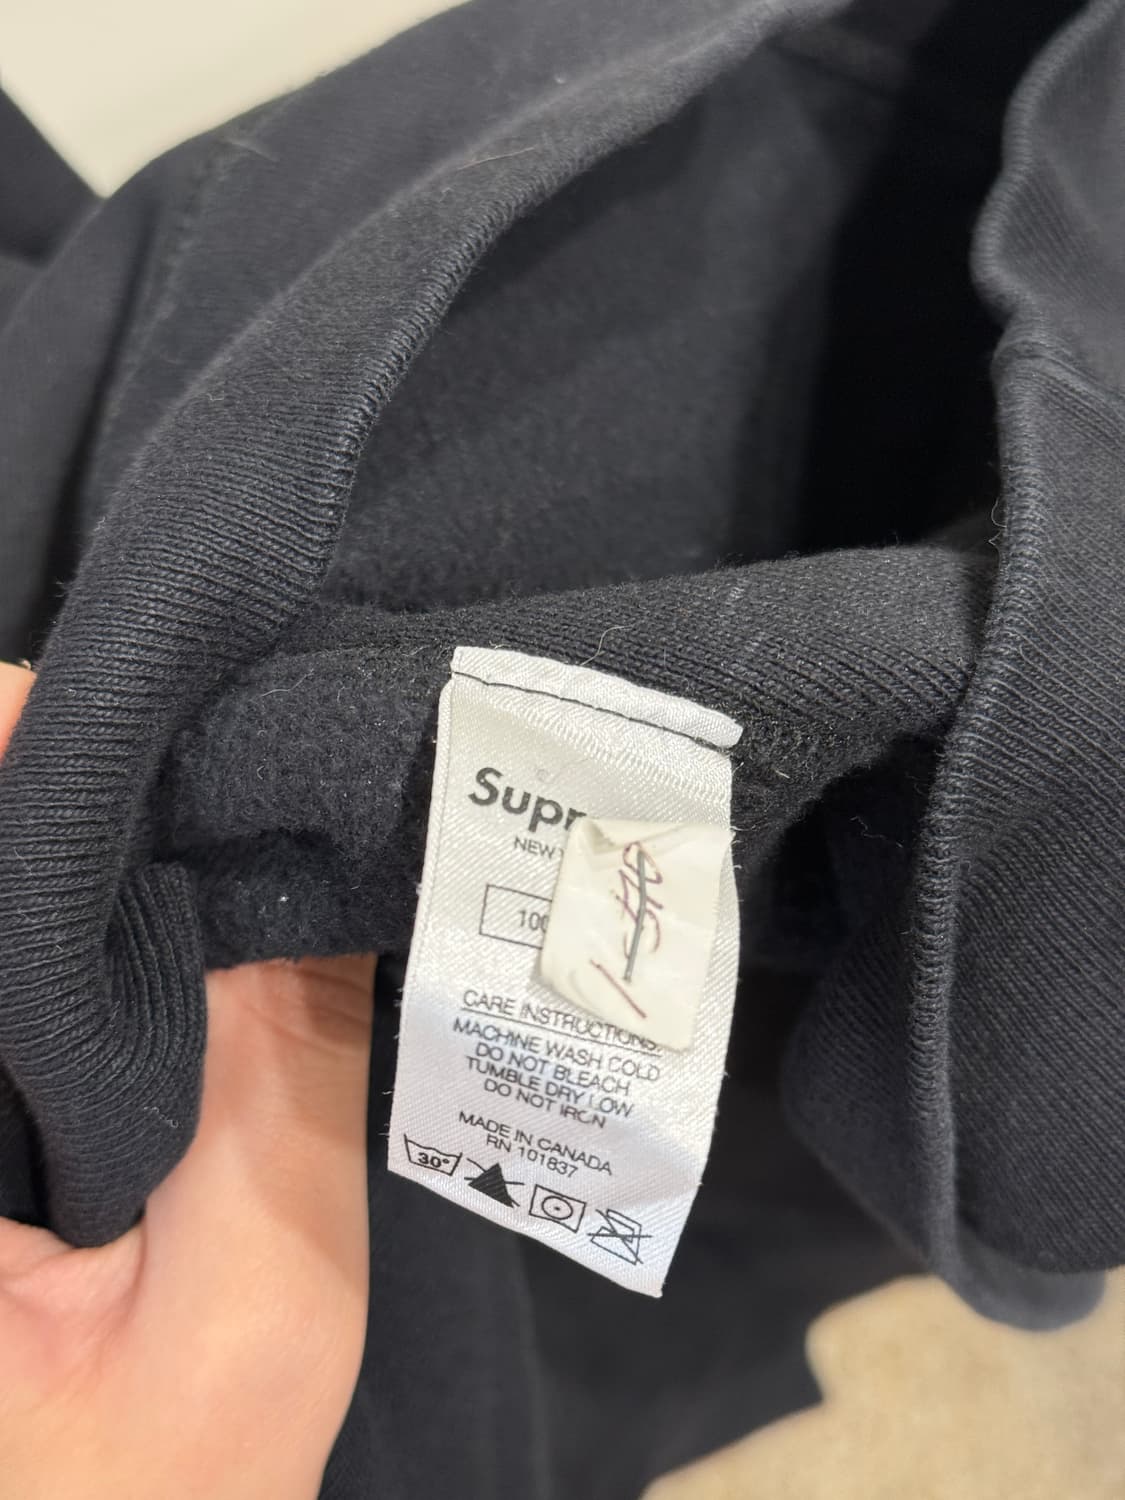 Supr
NEW
100
CARE INSTRUCTIONS:
MACHINE WASH COLD
DO NOT BLEACH
TUMBLE DRY LOW
DO NOT IRON
MADE IN CANADA
RN 101837
30°